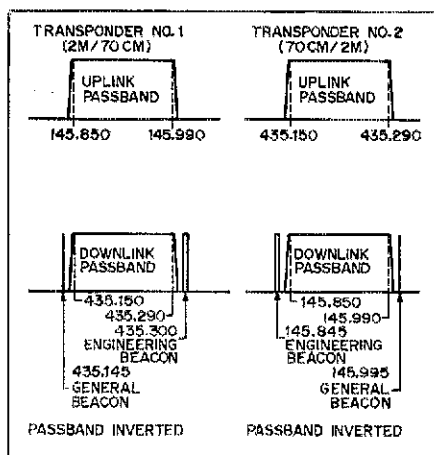 TRANSPONDER NO.1
(2M/70CM)
UPLINK
PASSBAND
145.850 145.990
DOWNLINK
PASSBAND
435.150
435.290
435.300
ENGINEERING
BEACON
435.145
GENERAL
BEACON
PASSBAND INVERTED
TRANSPONDER NO.2
(70CM/2M)
UPLINK
PASSBAND
435.150 435.290
DOWNLINK
PASSBAND
145.850
145.990
145.845
ENGINEERING
BEACON
145.995
GENERAL
BEACON
PASSBAND INVERTED